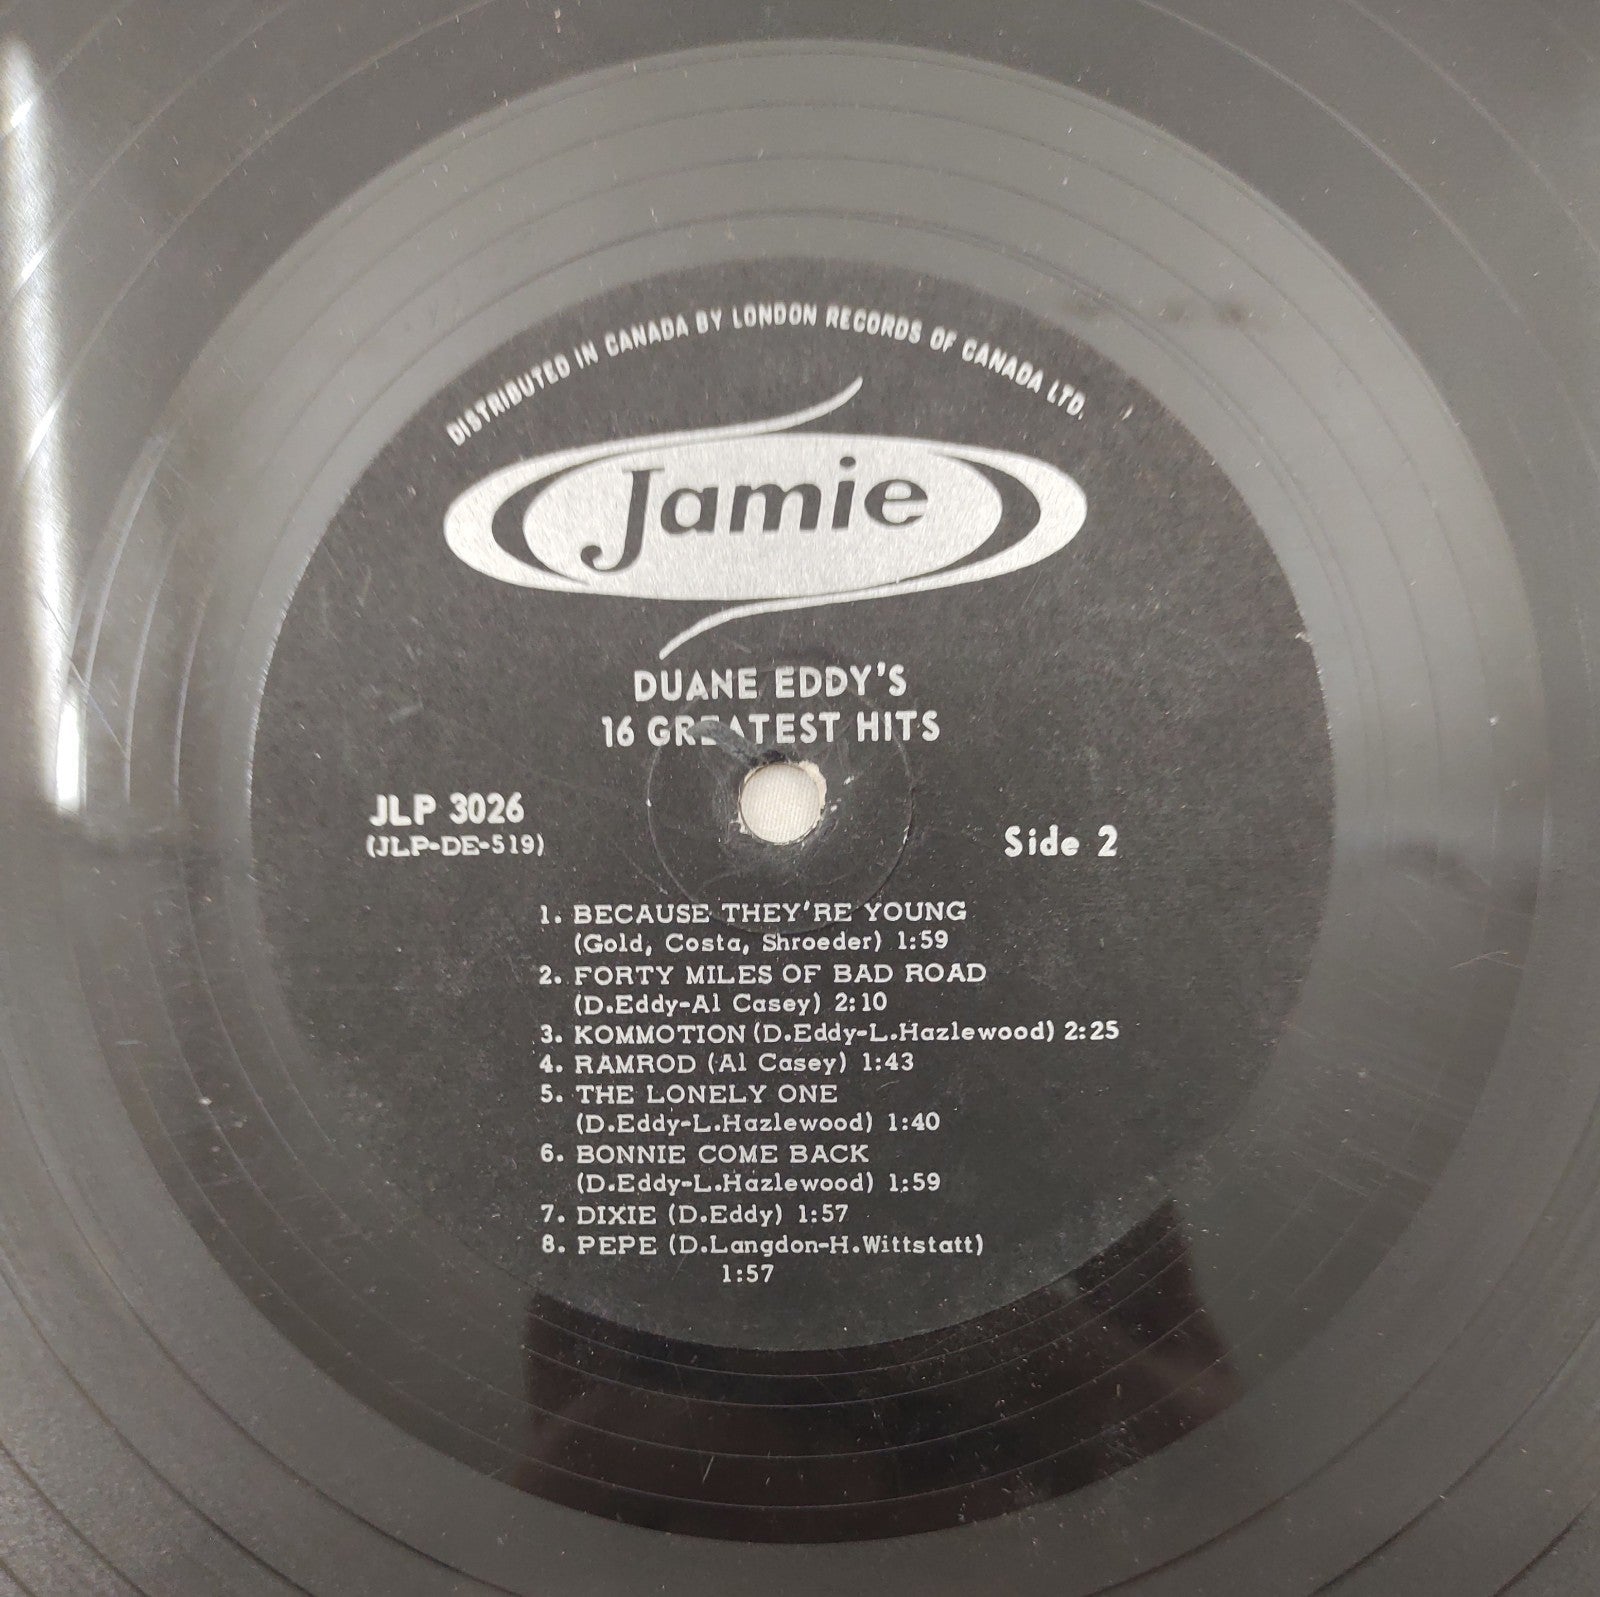 DISTRIBUTED IN CANADA BY LONDON RECORDS OF CANADA LTD.
Jamie
DUANE EDDY'S
16 GREATEST HITS
JLP 3026
(JLP-DE-519)
Side 2
1. BECAUSE THEY'RE YOUNG
(Gold, Costa, Shroeder) 1:59
2. FORTY MILES OF BAD ROAD
(D.Eddy-Al Casey) 2:10
3. KOMMOTION (D.Eddy-L.Hazlewood) 2:25
4. RAMROD (Al Casey) 1:43
5. THE LONELY ONE
(D.Eddy-L.Hazlewood) 1:40
6. BONNIE COME BACK
(D.Eddy-L.Hazlewood) 1:59
7. DIXIE (D.Eddy) 1:57
8. PEPE (D.Langdon-H.Wittstatt)
1:57